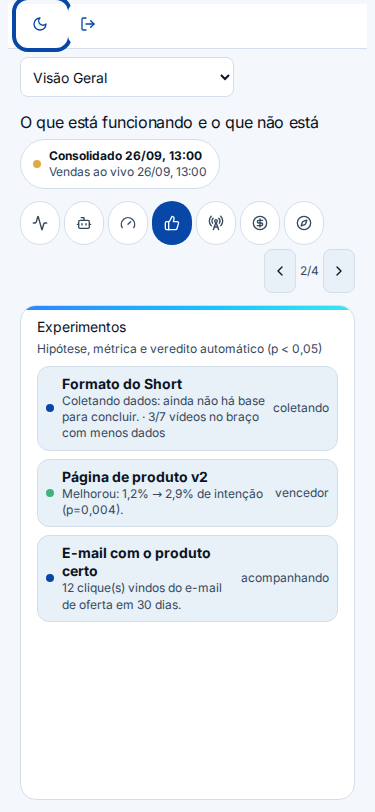 Visão Geral
O que está funcionando e o que não está
Consolidado 26/09, 13:00
Vendas ao vivo 26/09, 13:00
2/4
Experimentos
Hipótese, métrica e veredito automático (p < 0,05)
Formato do Short
Coletando dados: ainda não há base
para concluir. · 3/7 vídeos no braço
com menos dados
coletando
Página de produto v2
Melhorou: 1,2% → 2,9% de intenção
(p=0,004).
vencedor
E-mail com o produto
certo
12 clique(s) vindos do e-mail
de oferta em 30 dias.
acompanhando